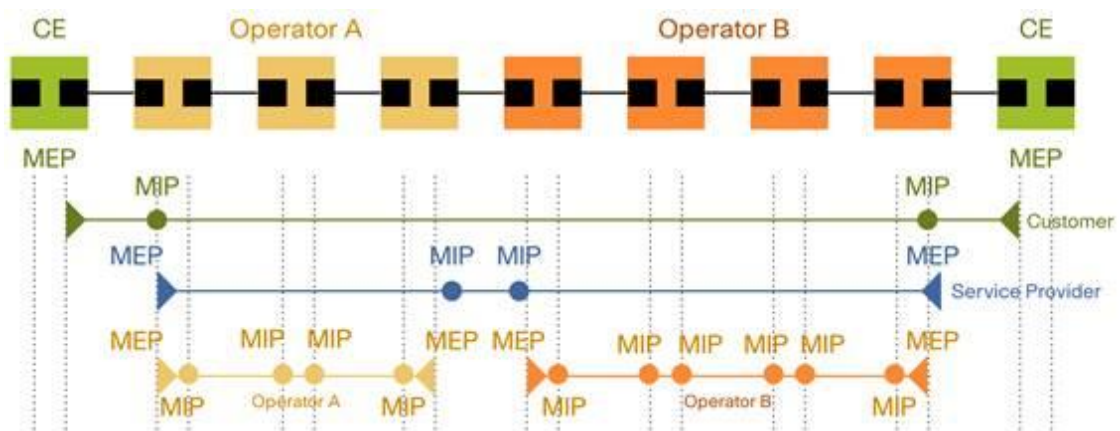 CE Operator A Operator B CE
MEP MEP
MIP MIP
Customer
MEP MIP MIP MEP
Service Provider
MEP MIP MIP MEP MEP MIP MIP MIP MIP MEP
MIP Operator A MIP MIP Operator B MIP